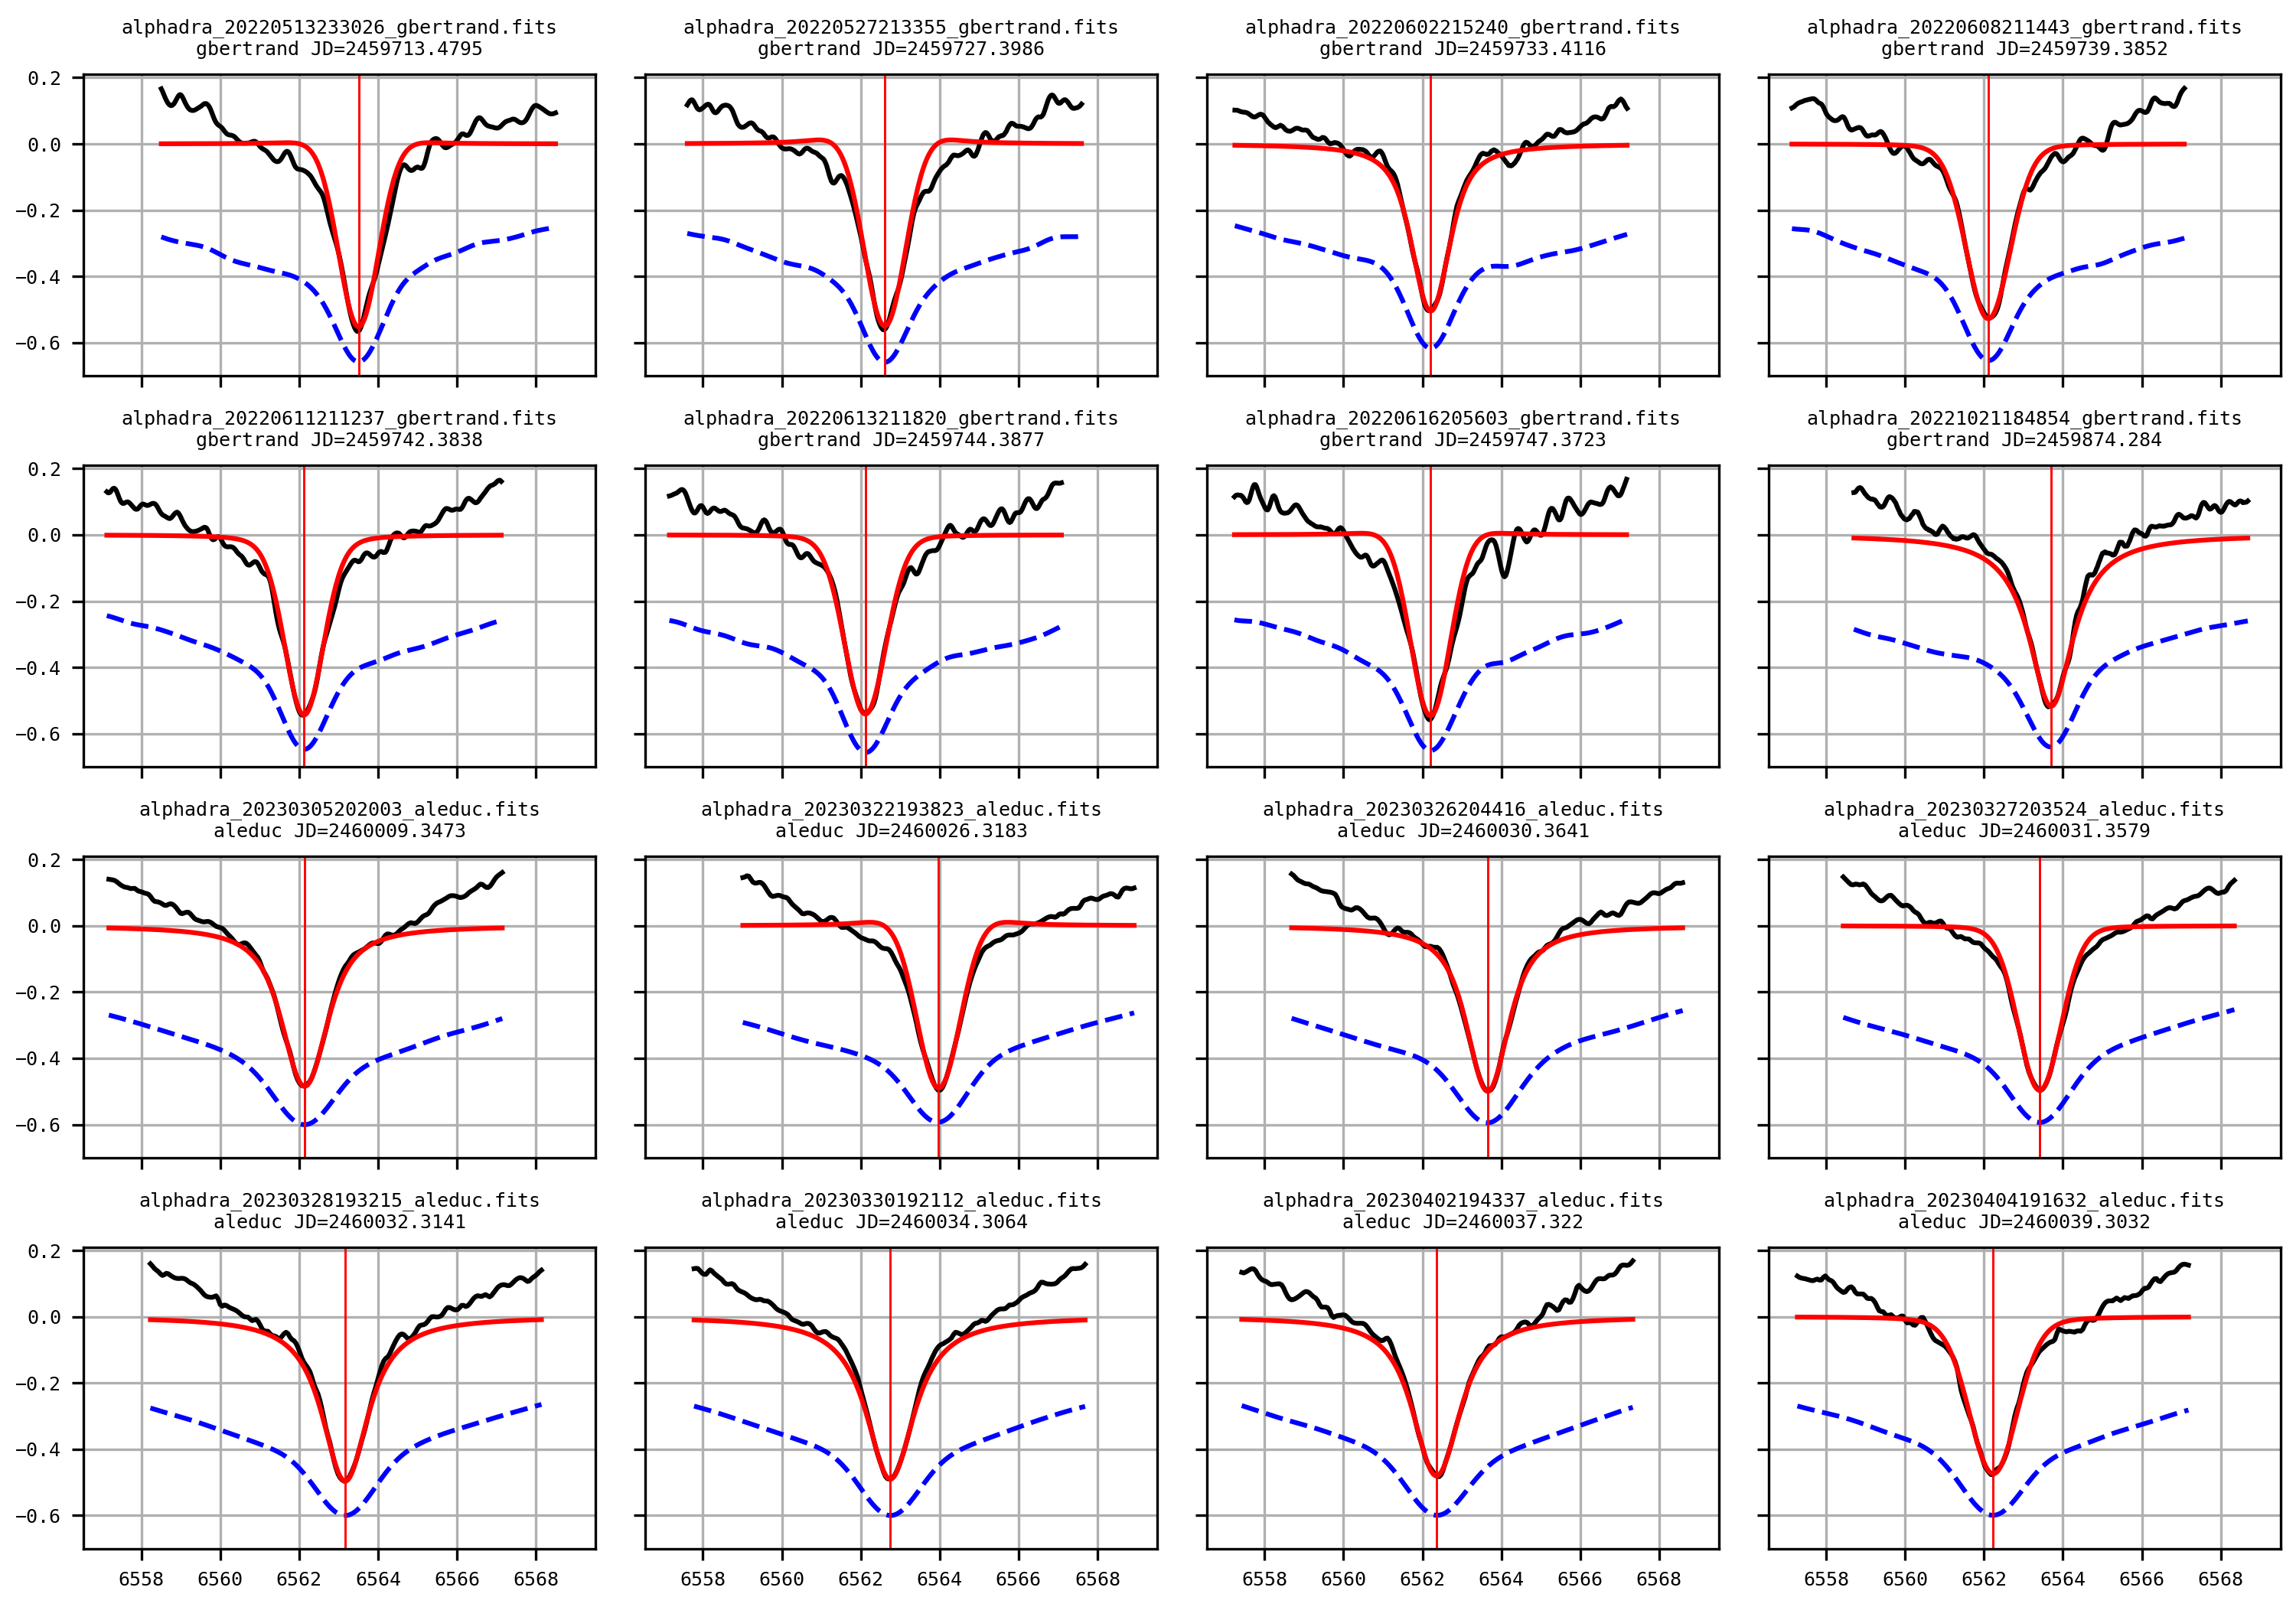 alphadra_20220513233026_gbertrand.fits
gbertrand JD=2459713.4795
alphadra_20220527213355_gbertrand.fits
gbertrand JD=2459727.3986
alphadra_20220602215240_gbertrand.fits
gbertrand JD=2459733.4116
alphadra_20220608211443_gbertrand.fits
gbertrand JD=2459739.3852
0.2
0.0
−0.2
−0.4
−0.6
alphadra_20220611211237_gbertrand.fits
gbertrand JD=2459742.3838
alphadra_20220613211820_gbertrand.fits
gbertrand JD=2459744.3877
alphadra_20220616205603_gbertrand.fits
gbertrand JD=2459747.3723
alphadra_20221021184854_gbertrand.fits
gbertrand JD=2459874.284
0.2
0.0
−0.2
−0.4
−0.6
alphadra_20230305202003_aleduc.fits
aleduc JD=2460009.3473
alphadra_20230322193823_aleduc.fits
aleduc JD=2460026.3183
alphadra_20230326204416_aleduc.fits
aleduc JD=2460030.3641
alphadra_20230327203524_aleduc.fits
aleduc JD=2460031.3579
0.2
0.0
−0.2
−0.4
−0.6
alphadra_20230328193215_aleduc.fits
aleduc JD=2460032.3141
alphadra_20230330192112_aleduc.fits
aleduc JD=2460034.3064
alphadra_20230402194337_aleduc.fits
aleduc JD=2460037.322
alphadra_20230404191632_aleduc.fits
aleduc JD=2460039.3032
0.2
0.0
−0.2
−0.4
−0.6
6558 6560 6562 6564 6566 6568
6558 6560 6562 6564 6566 6568
6558 6560 6562 6564 6566 6568
6558 6560 6562 6564 6566 6568